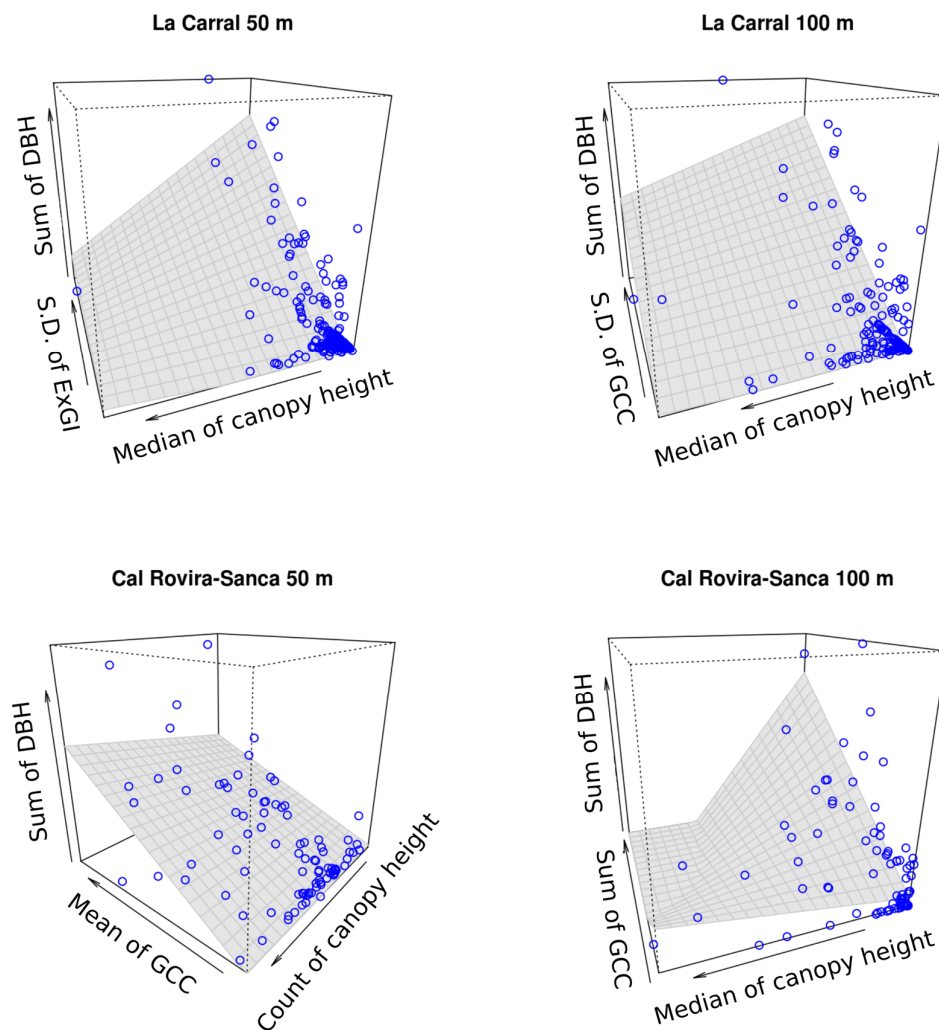 La Carral 50 m
La Carral 100 m
Sum of DBH
S.D. of ExGI
Median of canopy height
Sum of DBH
S.D. of GCC
Median of canopy height
Cal Rovira-Sanca 50 m
Cal Rovira-Sanca 100 m
Sum of DBH
Mean of GCC
Count of canopy height
Sum of DBH
Sum of GCC
Median of canopy height